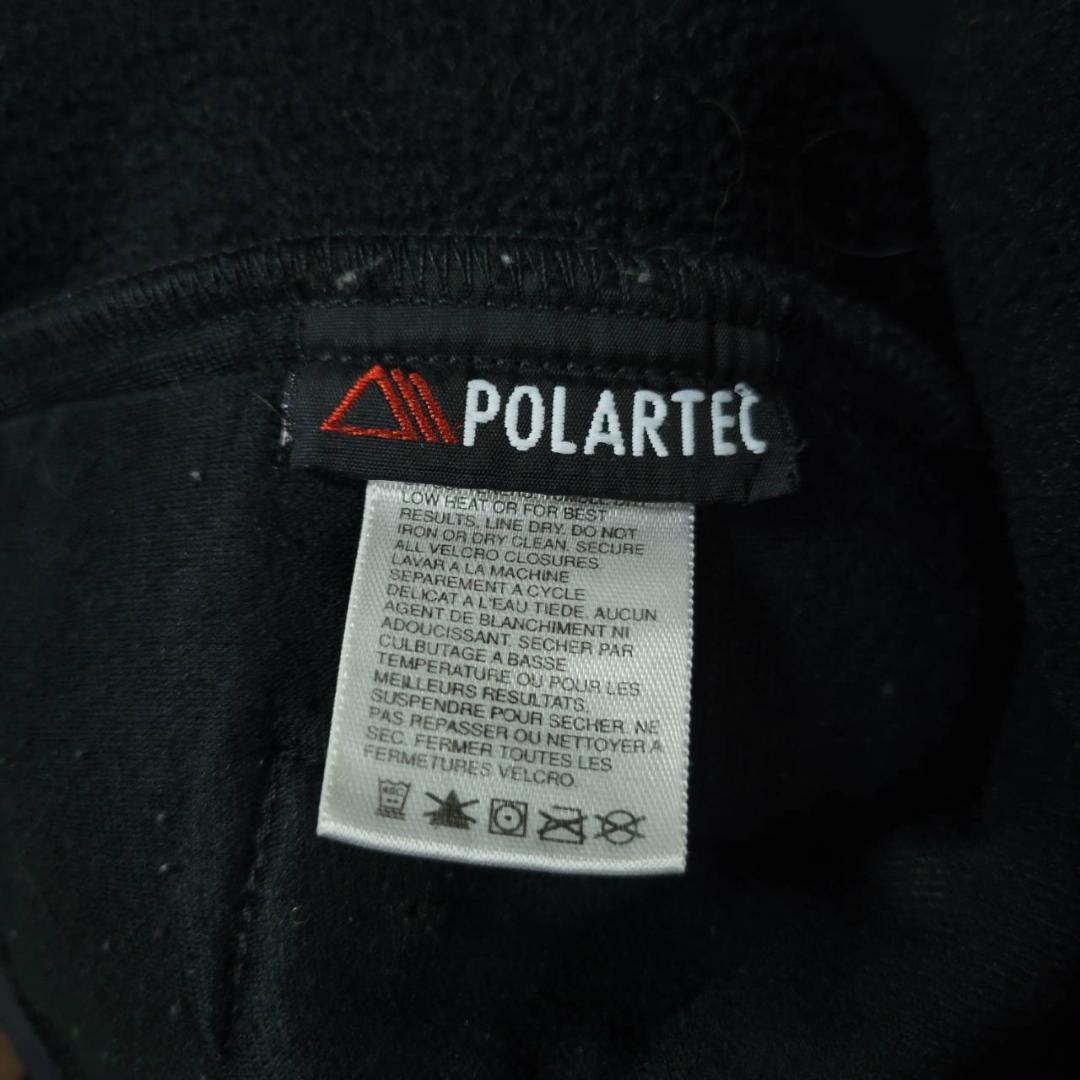 POLARTEC
LOW HEAT OR FOR BEST
RESULTS, LINE DRY. DO NOT
IRON OR DRY CLEAN. SECURE
ALL VELCRO CLOSURES
LAVAR A LA MACHINE
SEPAREMENT A CYCLE
DELICAT A L'EAU TIEDE. AUCUN
AGENT DE BLANCHIMENT NI
ADOUCISSANT. SECHER PAR
CULBUTAGE A BASSE
TEMPERATURE OU POUR LES
MEILLEURS RESULTATS,
SUSPENDRE POUR SECHER. NE
PAS REPASSER OU NETTOYER A
SEC. FERMER TOUTES LES
FERMETURES VELCRO.